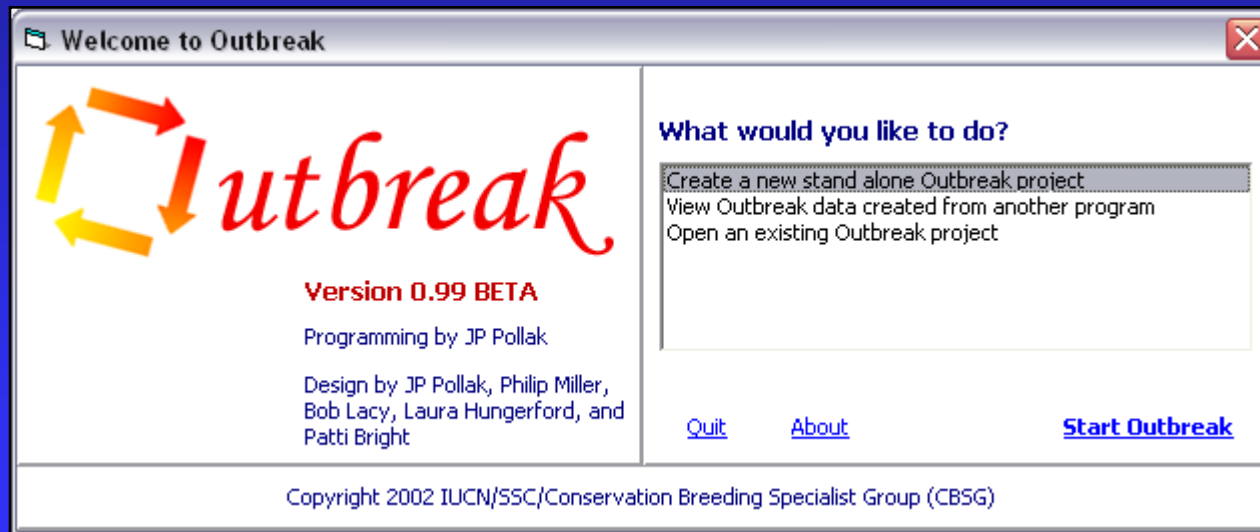 Welcome to Outbreak
Outbreak
Version 0.99 BETA
Programming by JP Pollak
Design by JP Pollak, Philip Miller,
Bob Lacy, Laura Hungerford, and
Patti Bright
What would you like to do?
Create a new stand alone Outbreak project
View Outbreak data created from another program
Open an existing Outbreak project
Quit About Start Outbreak
Copyright 2002 IUCN/SSC/Conservation Breeding Specialist Group (CBSG)